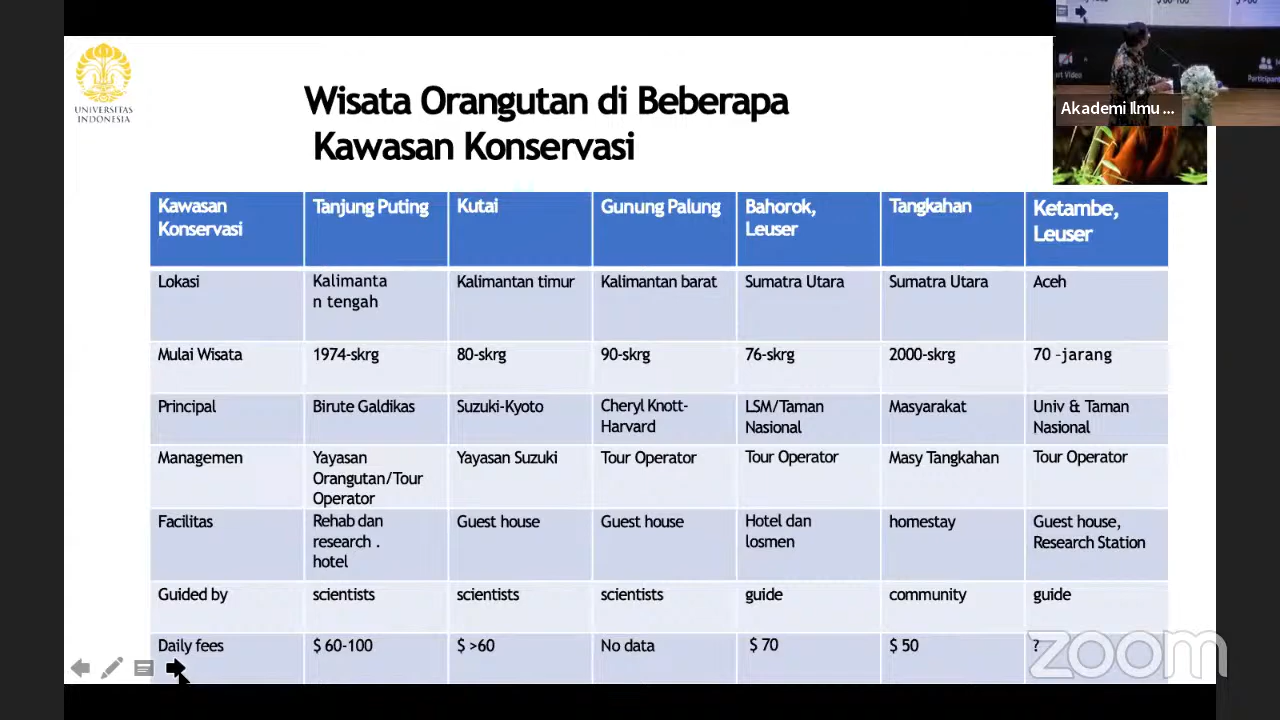 UNIVERSITAS
INDONESIA
Wisata Orangutan di Beberapa
Kawasan Konservasi
Akademi Ilmu ...
Participant
Kawasan Konservasi
Tanjung Puting
Kutai
Gunung Palung
Bahorok, Leuser
Tangkahan
Ketambe, Leuser
Lokasi
Kalimanta
n tengah
Kalimantan timur
Kalimantan barat
Sumatra Utara
Sumatra Utara
Aceh
Mulai Wisata
1974-skrg
80-skrg
90-skrg
76-skrg
2000-skrg
70 -jarang
Principal
Birute Galdikas
Suzuki-Kyoto
Cheryl Knott-
Harvard
LSM/Taman
Nasional
Masyarakat
Univ & Taman
Nasional
Managemen
Yayasan
Orangutan/Tour
Operator
Yayasan Suzuki
Tour Operator
Tour Operator
Masy Tangkahan
Tour Operator
Facilitas
Rehab dan
research .
hotel
Guest house
Guest house
Hotel dan
losmen
homestay
Guest house,
Research Station
Guided by
scientists
scientists
scientists
guide
community
guide
Daily fees
$ 60-100
$ >60
No data
$ 70
$ 50
?
zoom